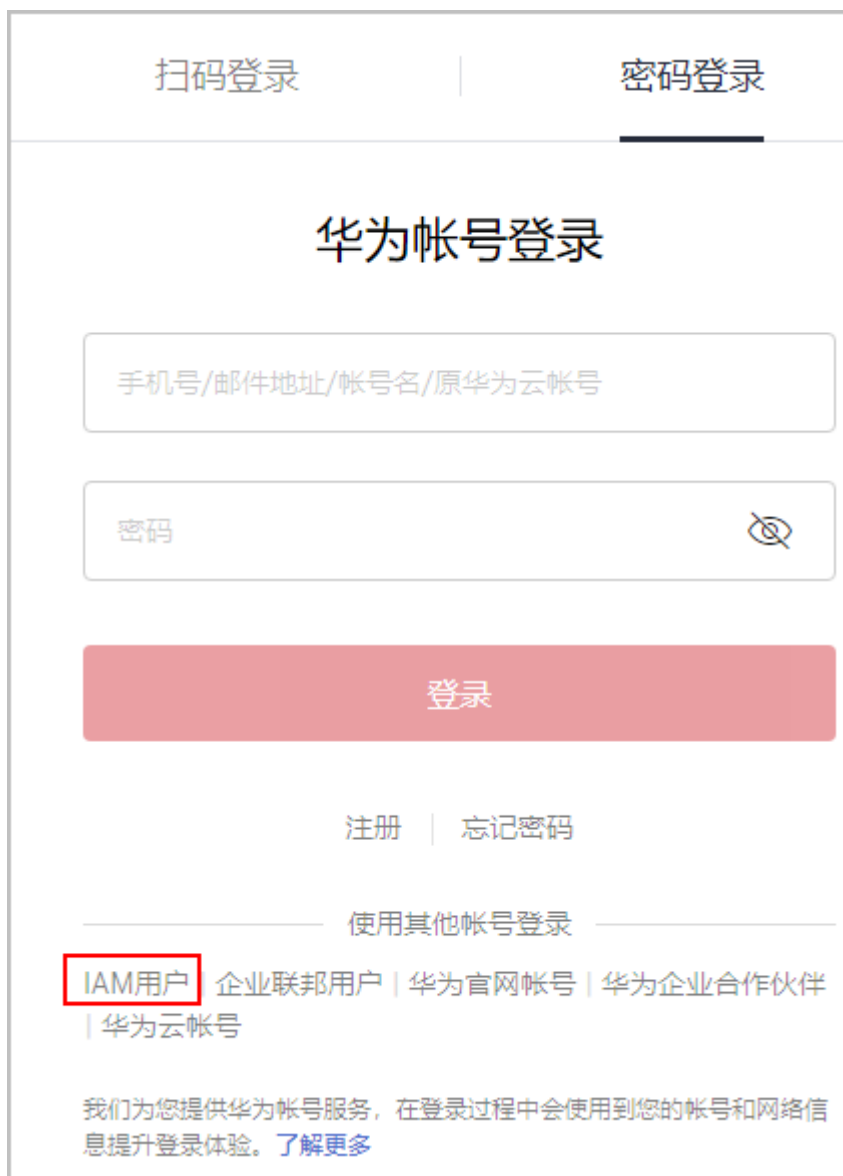 扫码登录 | 密码登录
华为帐号登录
手机号/邮件地址/帐号名/原华为云帐号
密码
登录
注册 | 忘记密码
使用其他帐号登录
IAM用户 | 企业联邦用户 | 华为官网帐号 | 华为企业合作伙伴
| 华为云帐号
我们为您提供华为帐号服务，在登录过程中会使用到您的帐号和网络信
息提升登录体验。了解更多